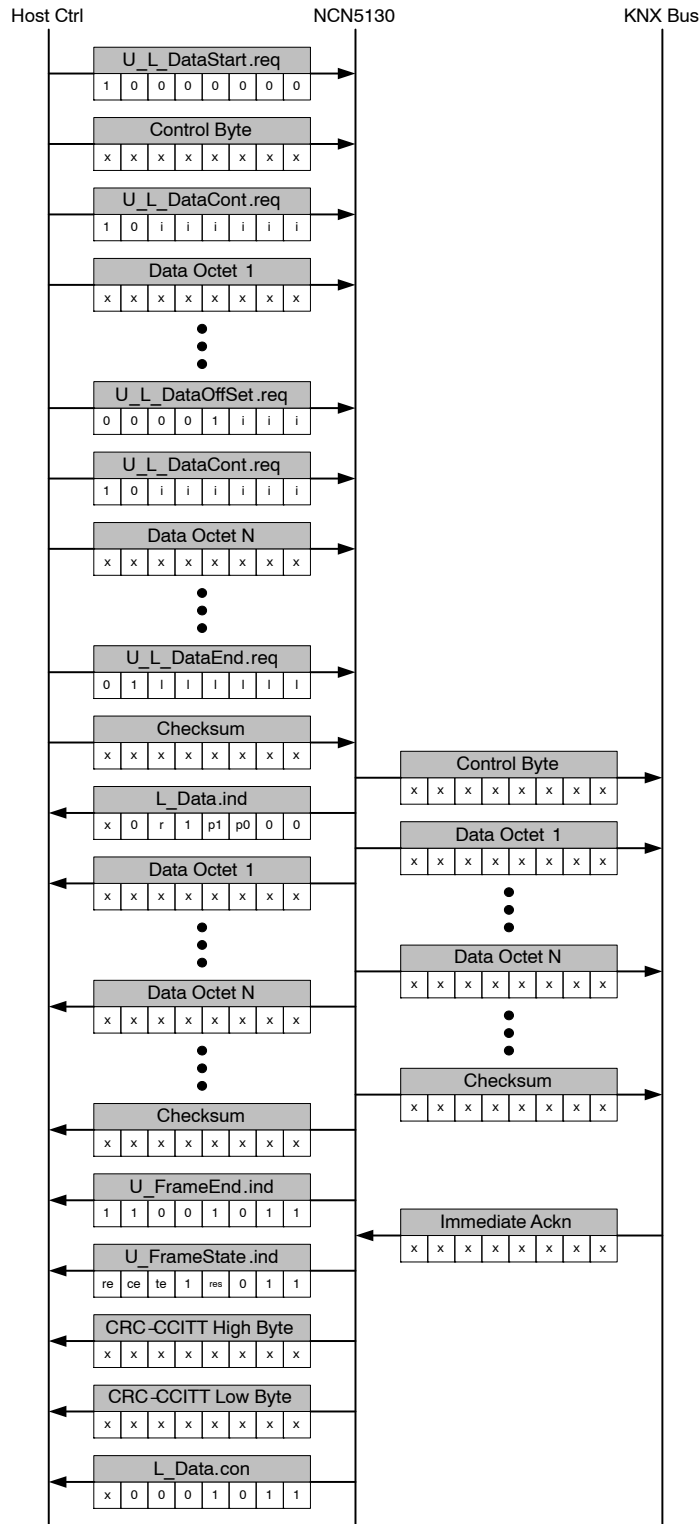 Host Ctrl NCN5130 KNX Bus
U_L_DataStart.req
1 0 0 0 0 0 0 0
Control Byte
x x x x x x x x
U_L_DataCont.req
1 0 i i i i i i
Data Octet 1
x x x x x x x x
U_L_DataOffSet.req
0 0 0 0 1 i i i
U_L_DataCont.req
1 0 i i i i i i
Data Octet N
x x x x x x x x
U_L_DataEnd.req
0 1 l l l l l l
Checksum
x x x x x x x x
Control Byte
x x x x x x x x
L_Data.ind
x 0 r 1 p1 p0 0 0
Data Octet 1
x x x x x x x x
Data Octet 1
x x x x x x x x
Data Octet N
x x x x x x x x
Data Octet N
x x x x x x x x
Checksum
x x x x x x x x
Checksum
x x x x x x x x
U_FrameEnd.ind
1 1 0 0 1 0 1 1
Immediate Ackn
x x x x x x x x
U_FrameState.ind
re ce te 1 res 0 1 1
CRC-CCITT High Byte
x x x x x x x x
CRC-CCITT Low Byte
x x x x x x x x
L_Data.con
x 0 0 0 1 0 1 1